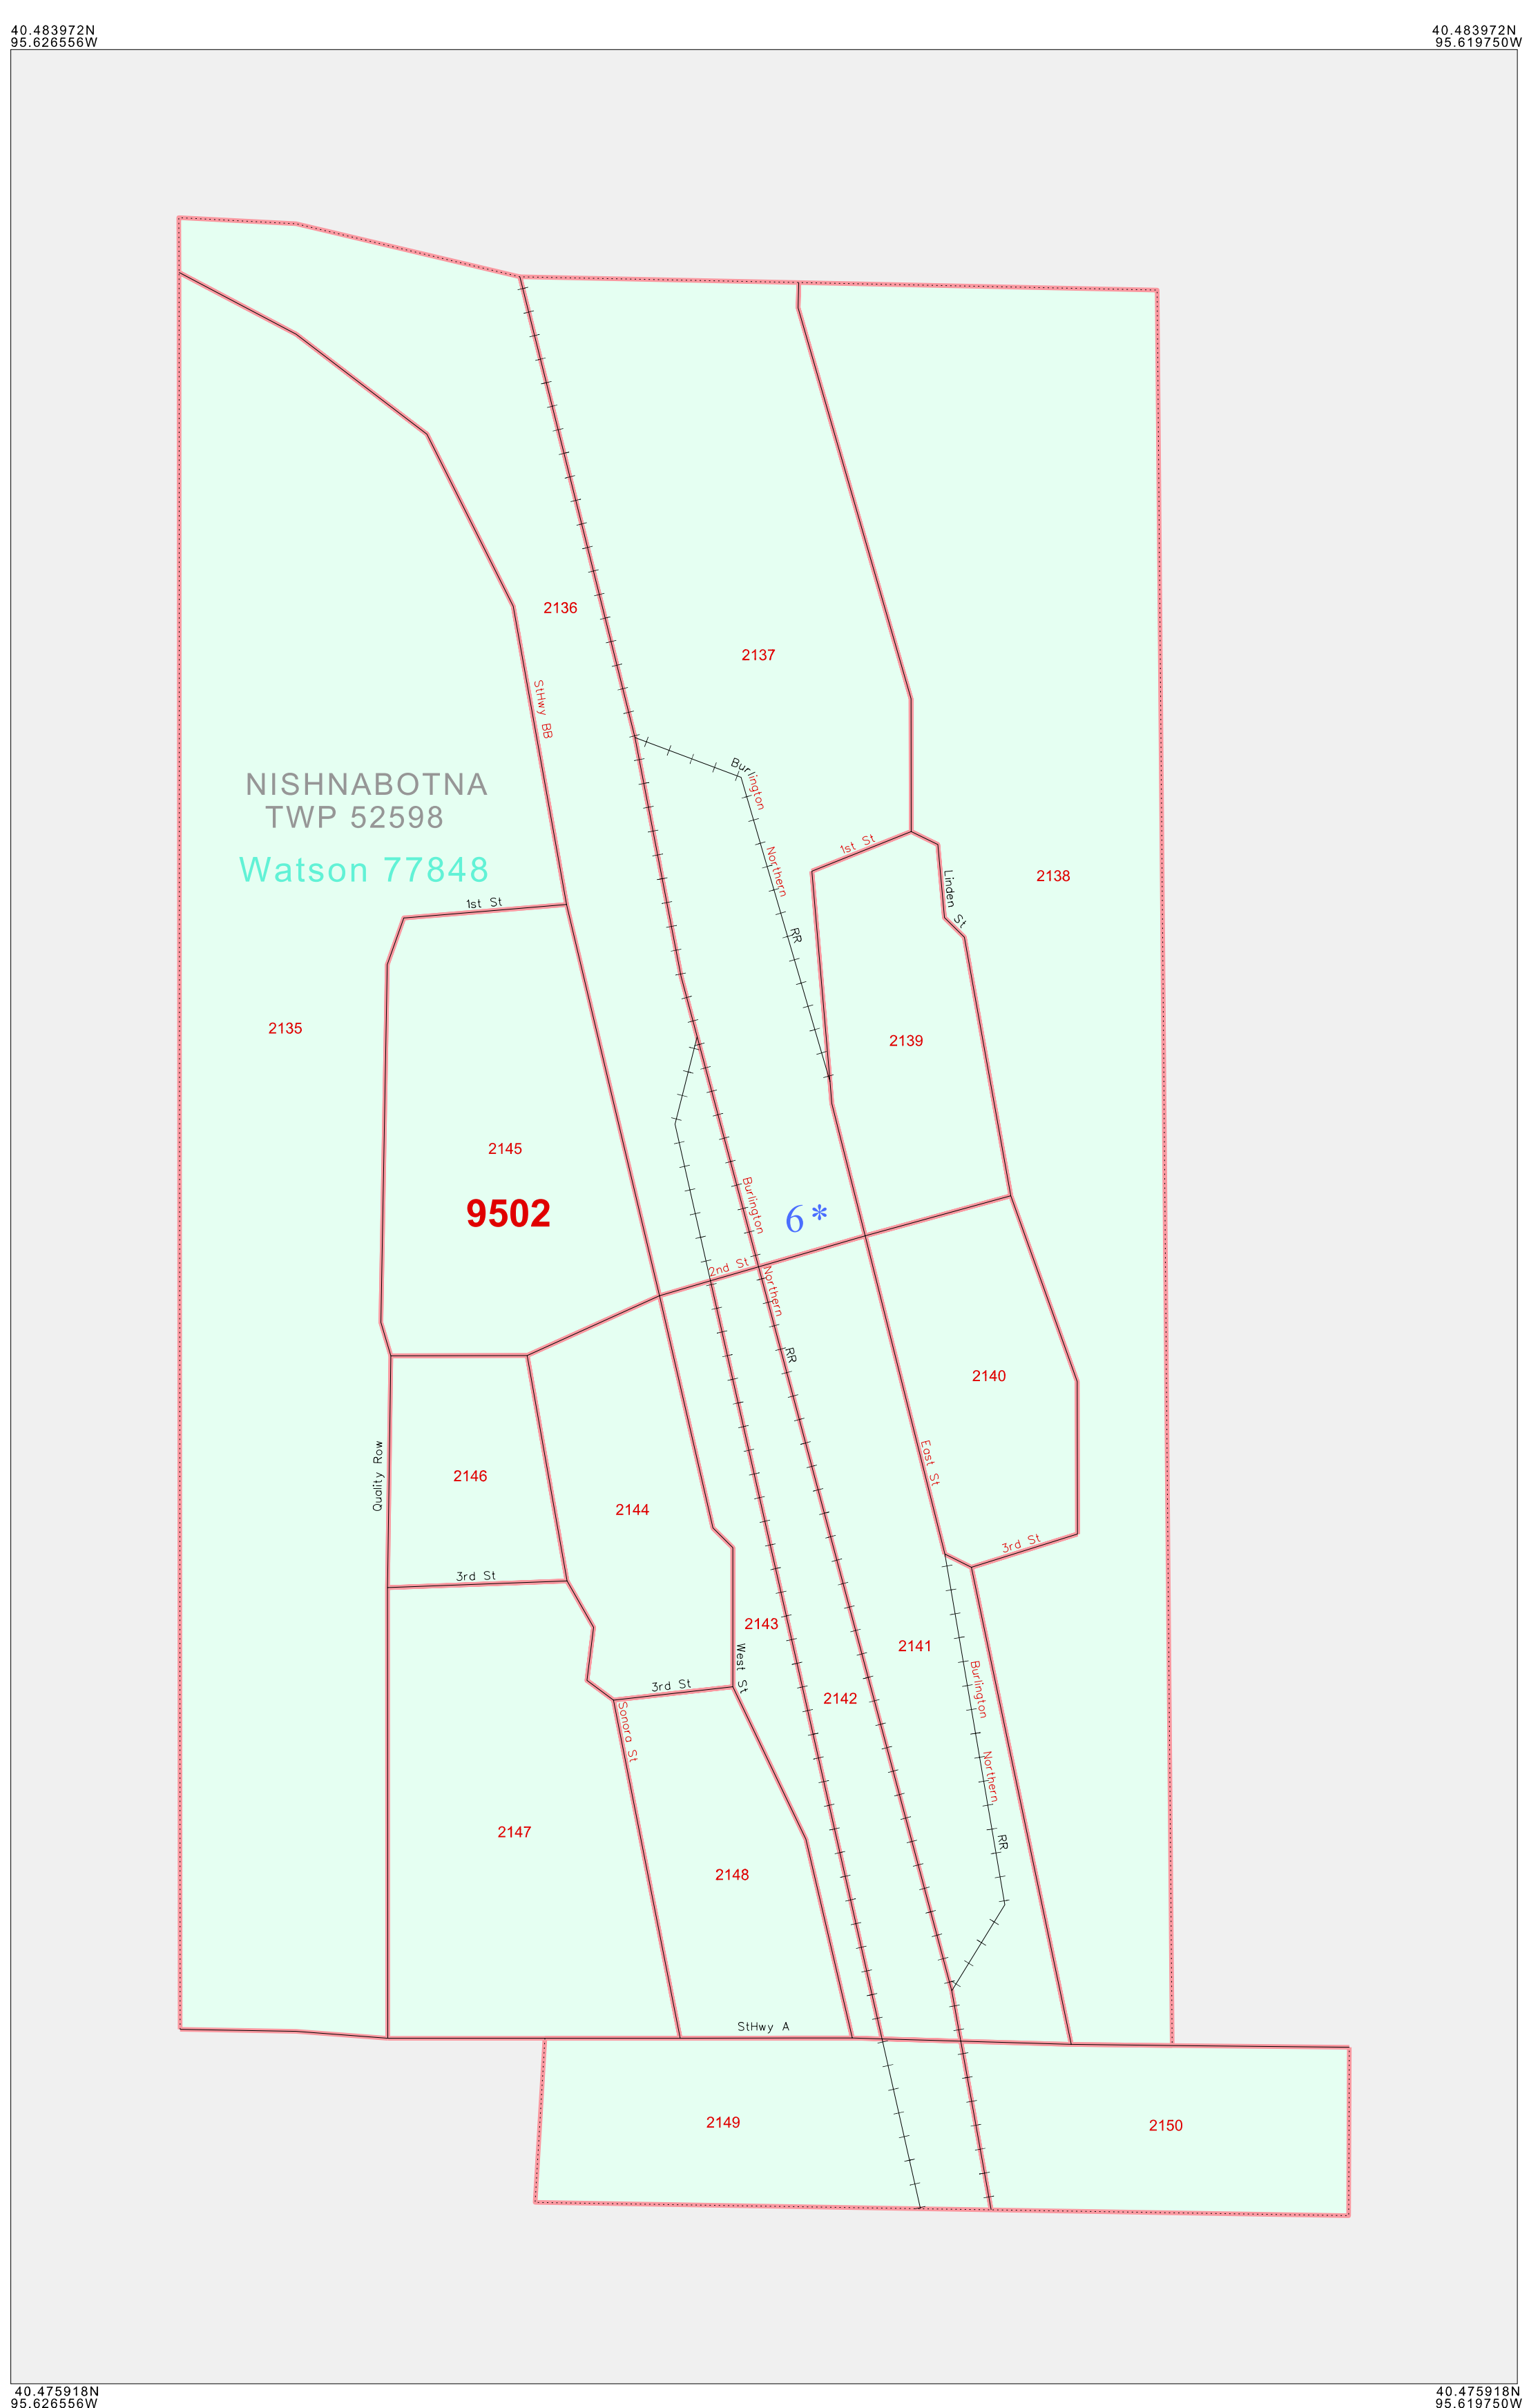 40.483972N
95.626556W
40.483972N
95.619750W
2136
2137
StHwy BB
NISHNABOTNA
TWP 52598
Watson 77848
Burlington
Northern
RR
1st St
Linden St
2138
1st St
2135
2139
2145
9502
6*
Burlington
Northern
RR
2nd St
2140
East St
Quality Row
2146
2144
3rd St
3rd St
2143
2141
West St
3rd St
Sonora St
2142
Burlington
Northern
RR
2147
2148
StHwy A
2149
2150
40.475918N
95.626556W
40.475918N
95.619750W